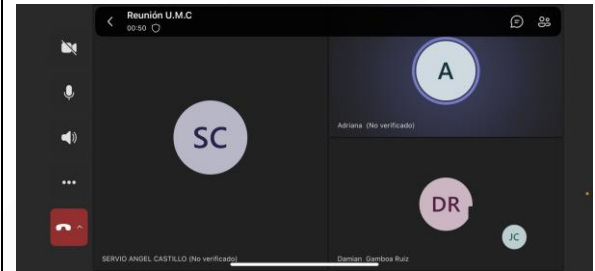 Reunión U.M.C
00:50
SC
A
Adriana (No verificado)
DR
JC
SERVIO ANGEL CASTILLO (No verificado)
Damian Gamboa Ruiz